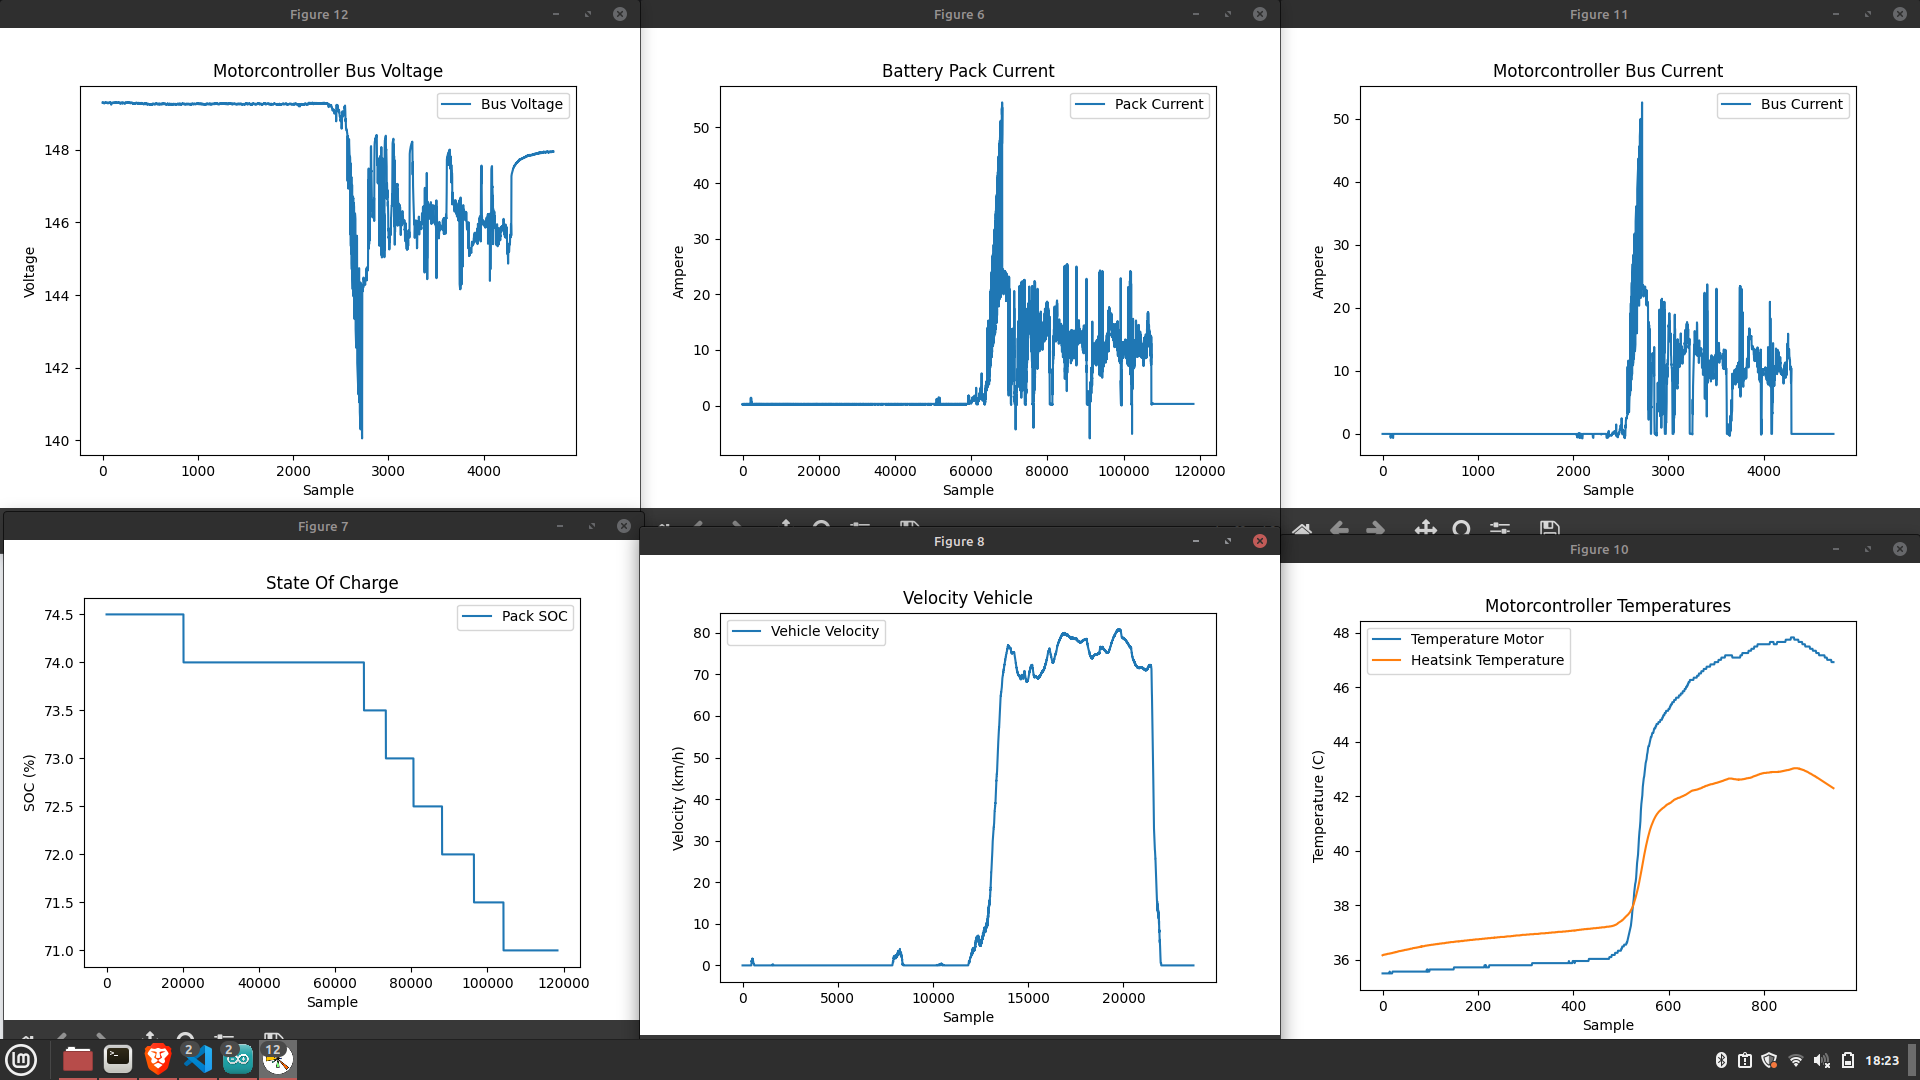 Figure 12
Motorcontroller Bus Voltage
Bus Voltage
148
146
144
142
140
Voltage
0 1000 2000 3000 4000
Sample
Figure 6
Battery Pack Current
Pack Current
50
40
30
20
10
0
Ampere
0 20000 40000 60000 80000 100000 120000
Sample
Figure 11
Motorcontroller Bus Current
Bus Current
50
40
30
20
10
0
Ampere
0 1000 2000 3000 4000
Sample
Figure 7
State Of Charge
Pack SOC
74.5
74.0
73.5
73.0
72.5
72.0
71.5
71.0
SOC (%)
0 20000 40000 60000 80000 100000 120000
Sample
Figure 8
Velocity Vehicle
Vehicle Velocity
80
70
60
50
40
30
20
10
0
Velocity (km/h)
0 5000 10000 15000 20000
Sample
Figure 10
Motorcontroller Temperatures
Temperature Motor
Heatsink Temperature
48
46
44
42
40
38
36
Temperature (C)
0 200 400 600 800
Sample
2 2 12
18:23